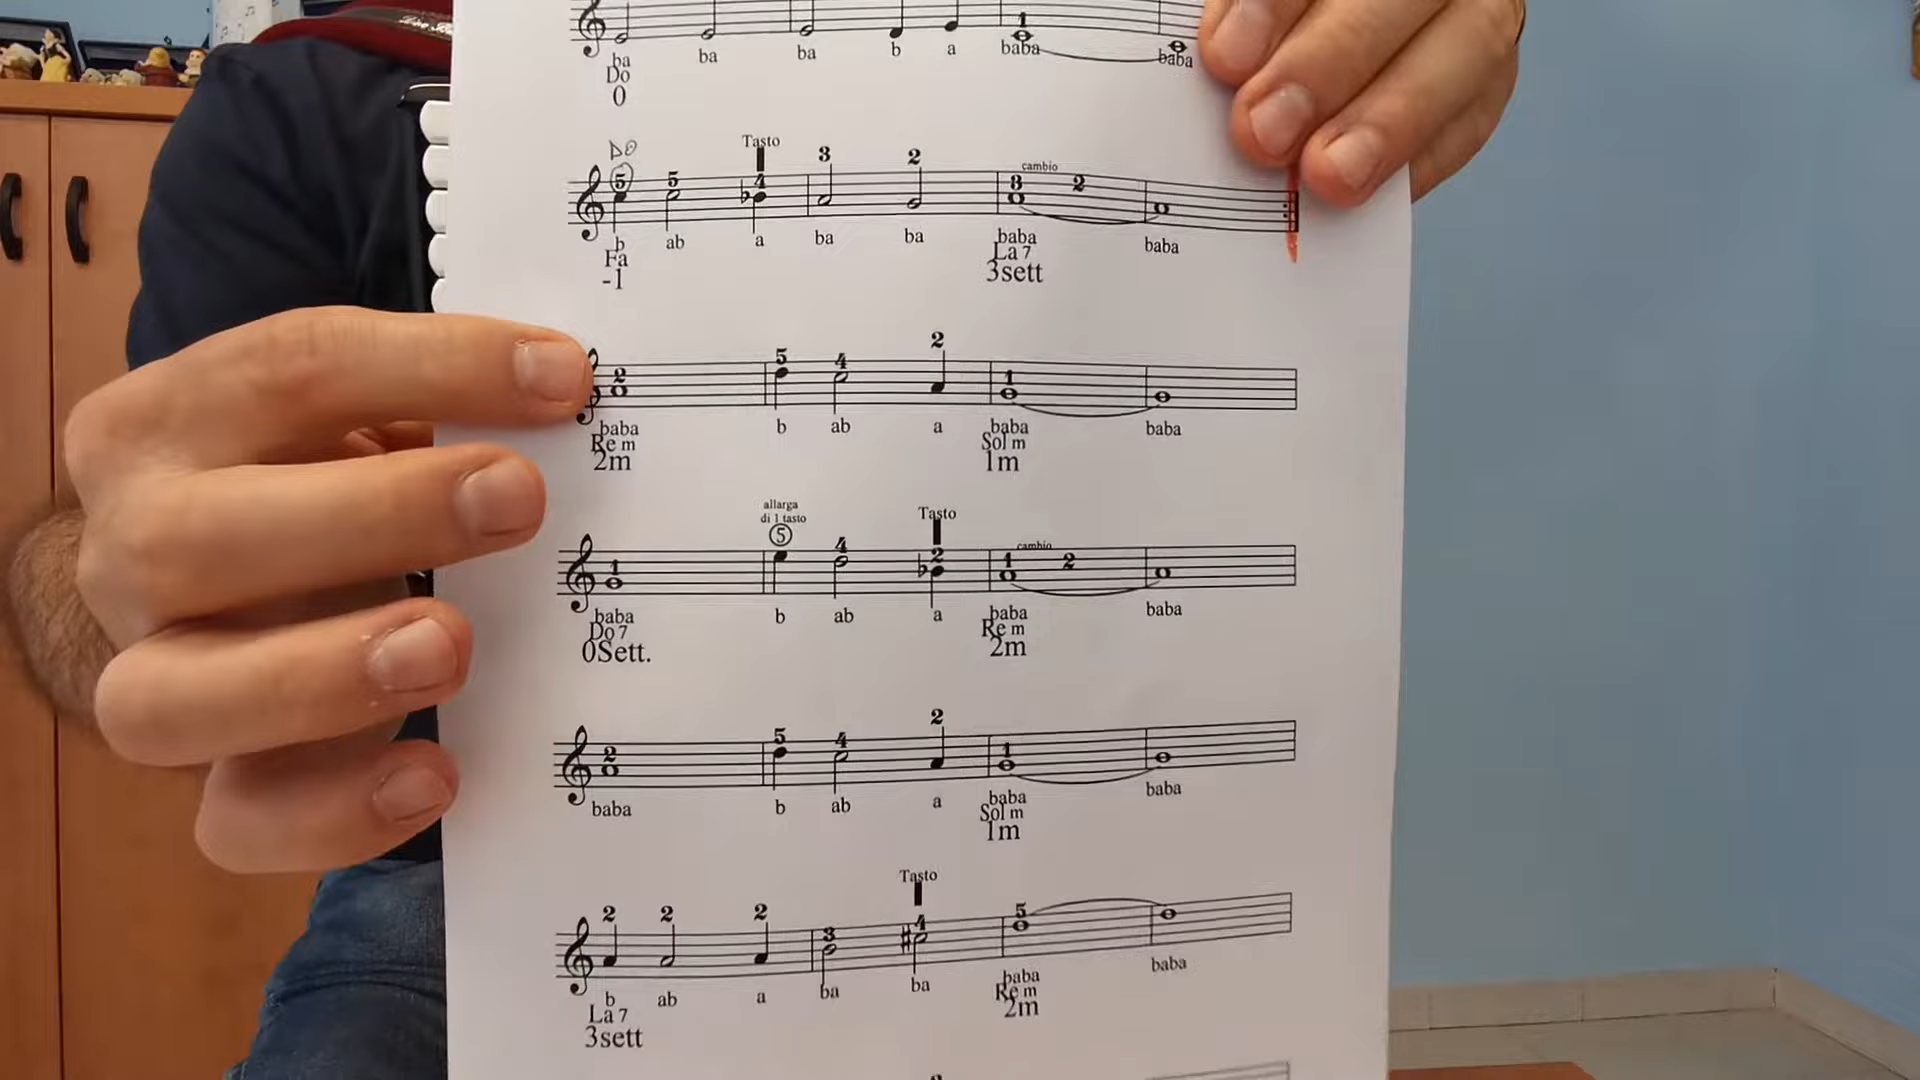 1
ba ba ba b a baba baba
Do
0
Do Tasto
cambio
5 5 4 3 2 3 2
b ab a ba ba baba baba
Fa La 7
-1 3sett
2 5 4 2 1
baba b ab a baba baba
Re m Sol m
2m 1m
allarga
di 1 tasto Tasto
5
cambio
1 4 2 1 2
baba b ab a baba baba
Do 7 Re m
0Sett. 2m
2 5 4 2 1
baba b ab a baba baba
Sol m
1m
Tasto
2 2 2 3 4 5
b ab a ba ba baba baba
La 7 Re m
3sett 2m